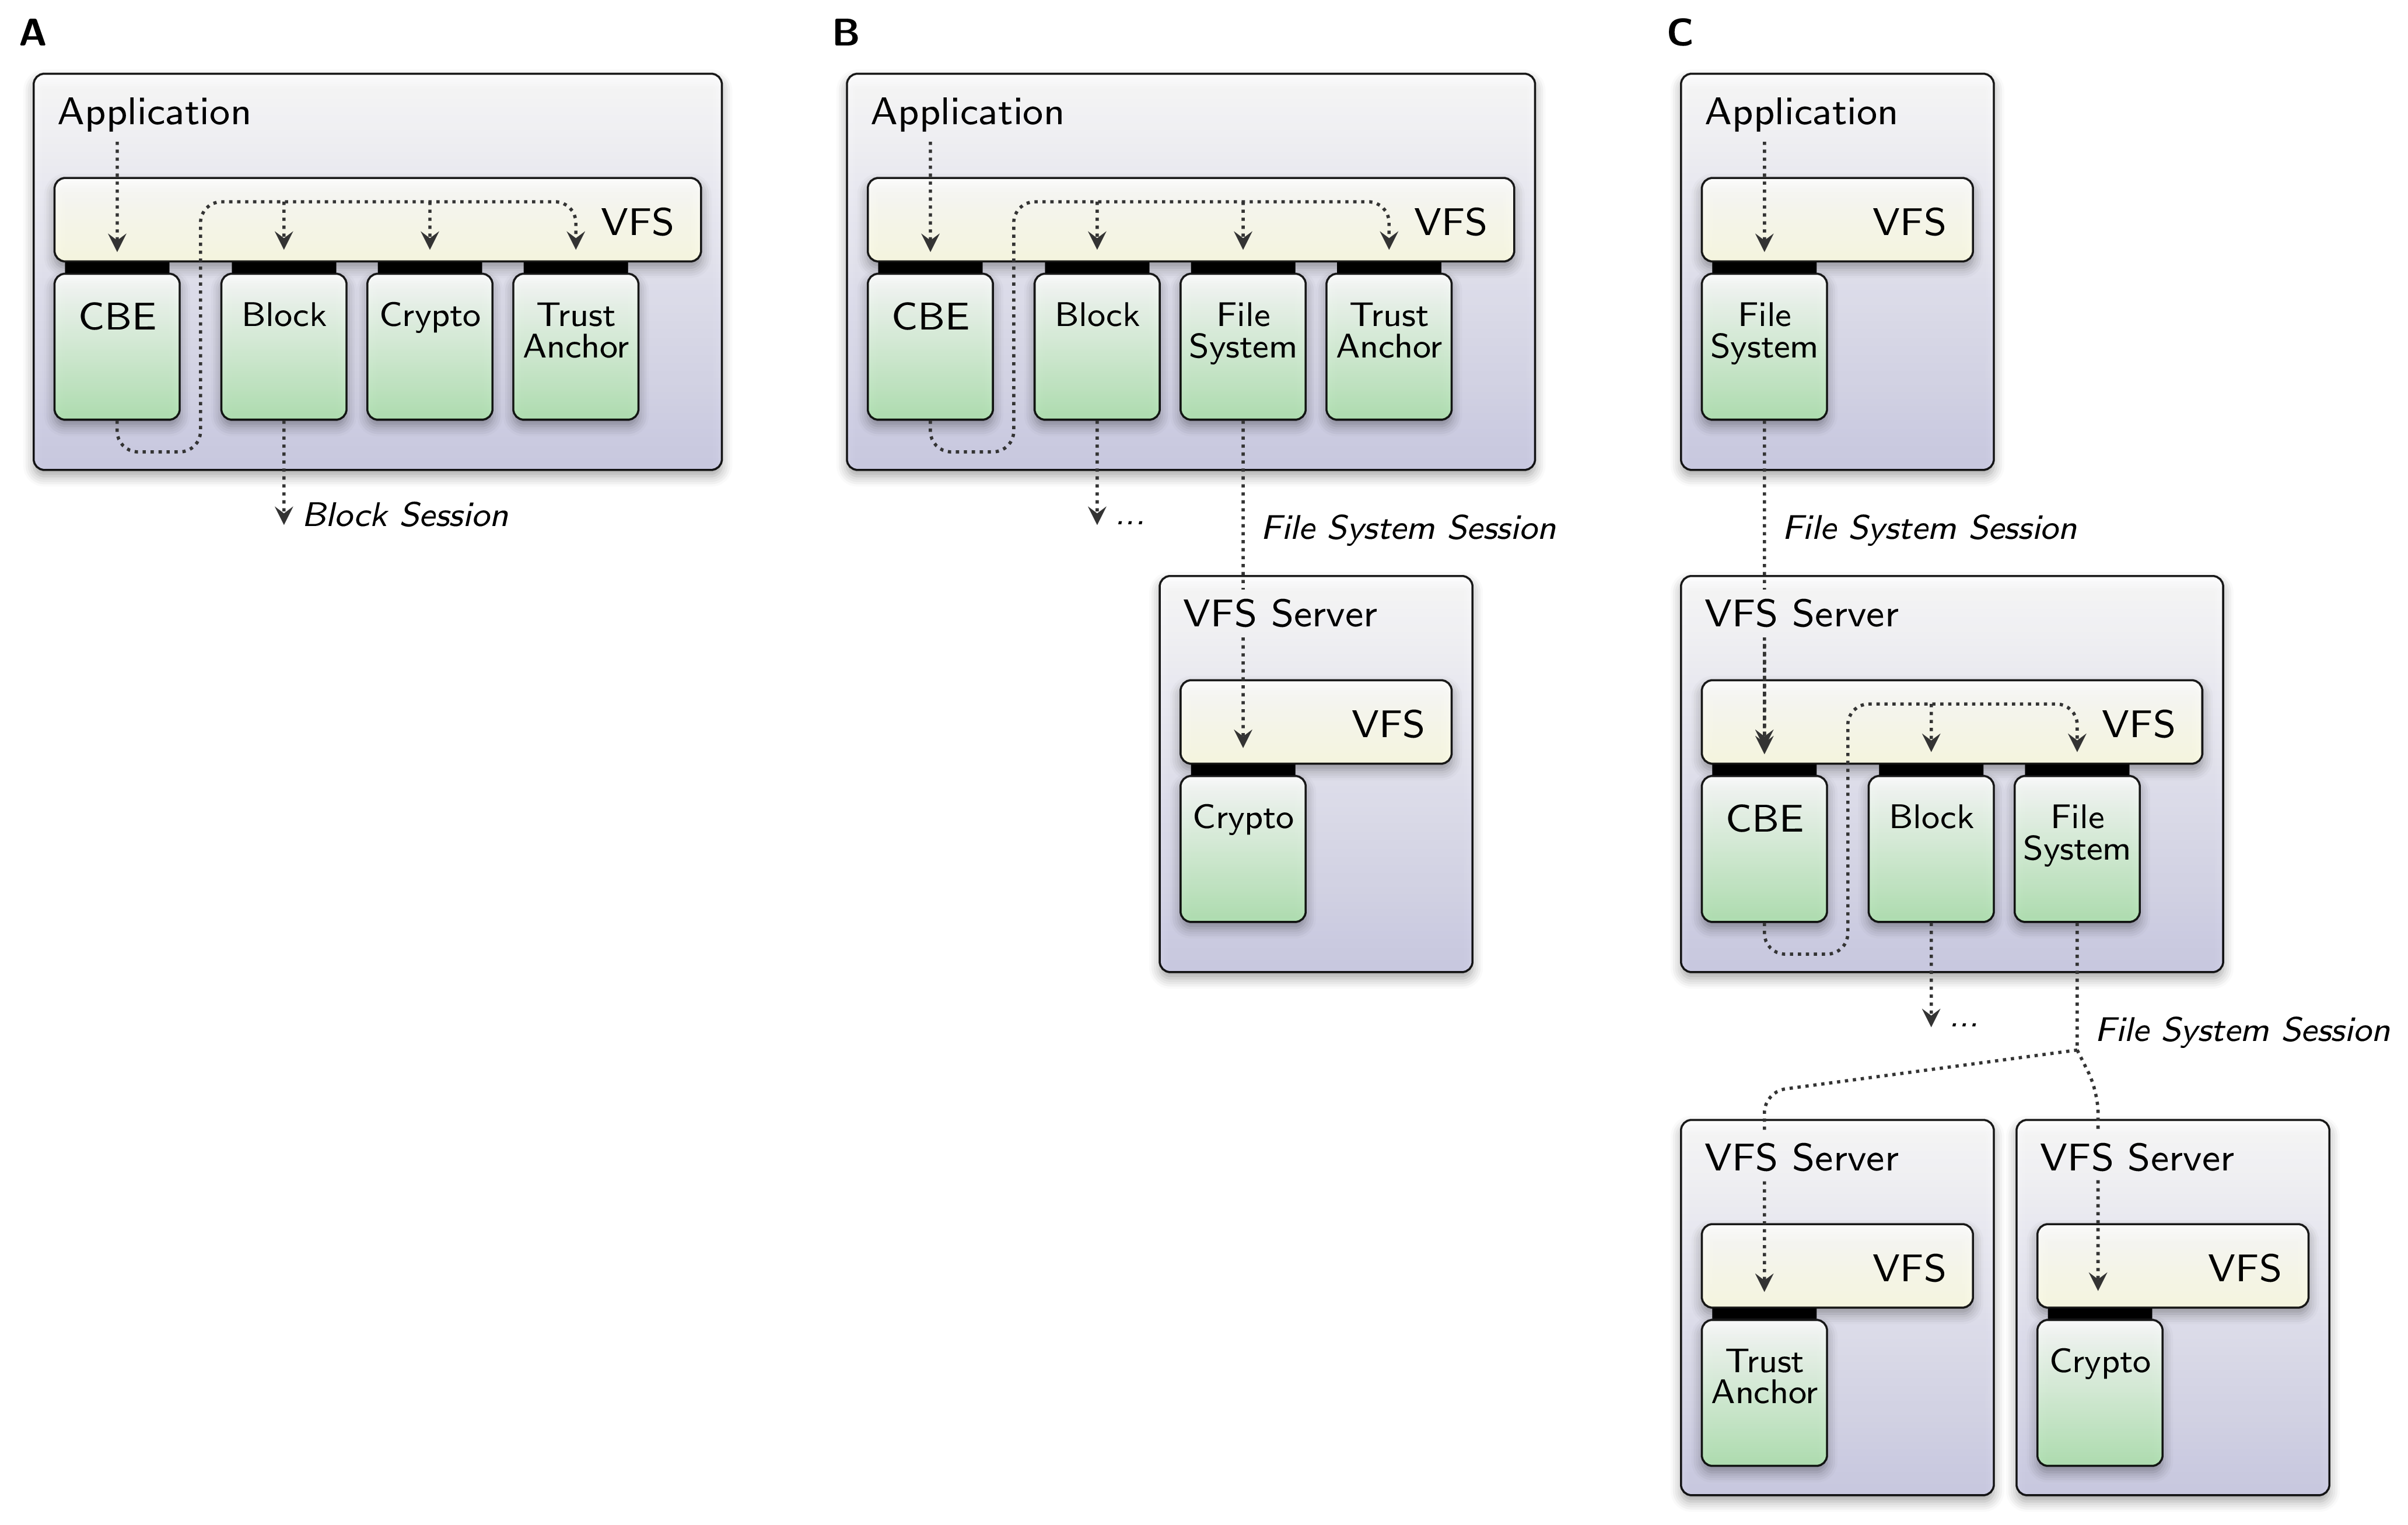 A
Application
VFS
CBE
Block
Crypto
Trust
Anchor
Block Session
B
Application
VFS
CBE
Block
File
System
Trust
Anchor
...
File System Session
VFS Server
VFS
Crypto
C
Application
VFS
File
System
File System Session
VFS Server
VFS
CBE
Block
File
System
...
File System Session
VFS Server
VFS
Trust
Anchor
VFS Server
VFS
Crypto